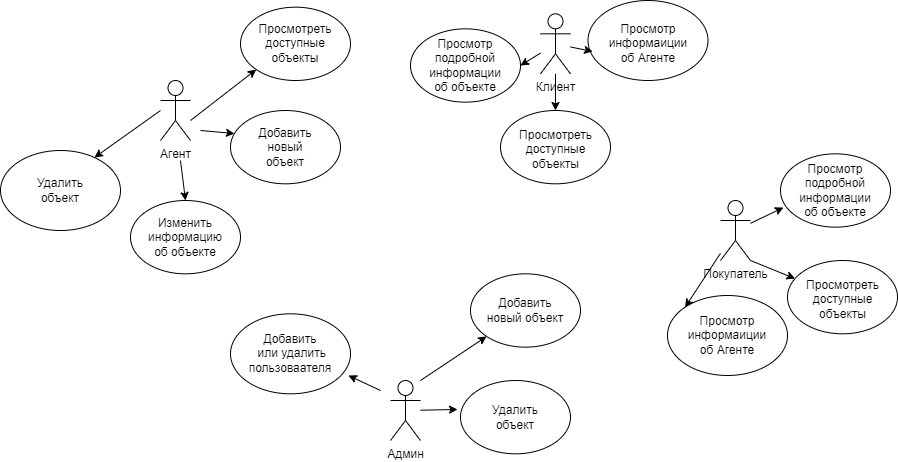 Просмотреть
доступные
объекты
Агент
Добавить
новый
объект
Удалить
объект
Изменить
информацию
об объекте
Просмотр
подробной
информации
об объекте
Клиент
Просмотр
информаиции
об Агенте
Просмотреть
доступные
объекты
Просмотр
подробной
информации
об объекте
Покупатель
Просмотреть
доступные
объекты
Просмотр
информаиции
об Агенте
Добавить
новый объект
Добавить
или удалить
пользоваателя
Удалить
объект
Админ